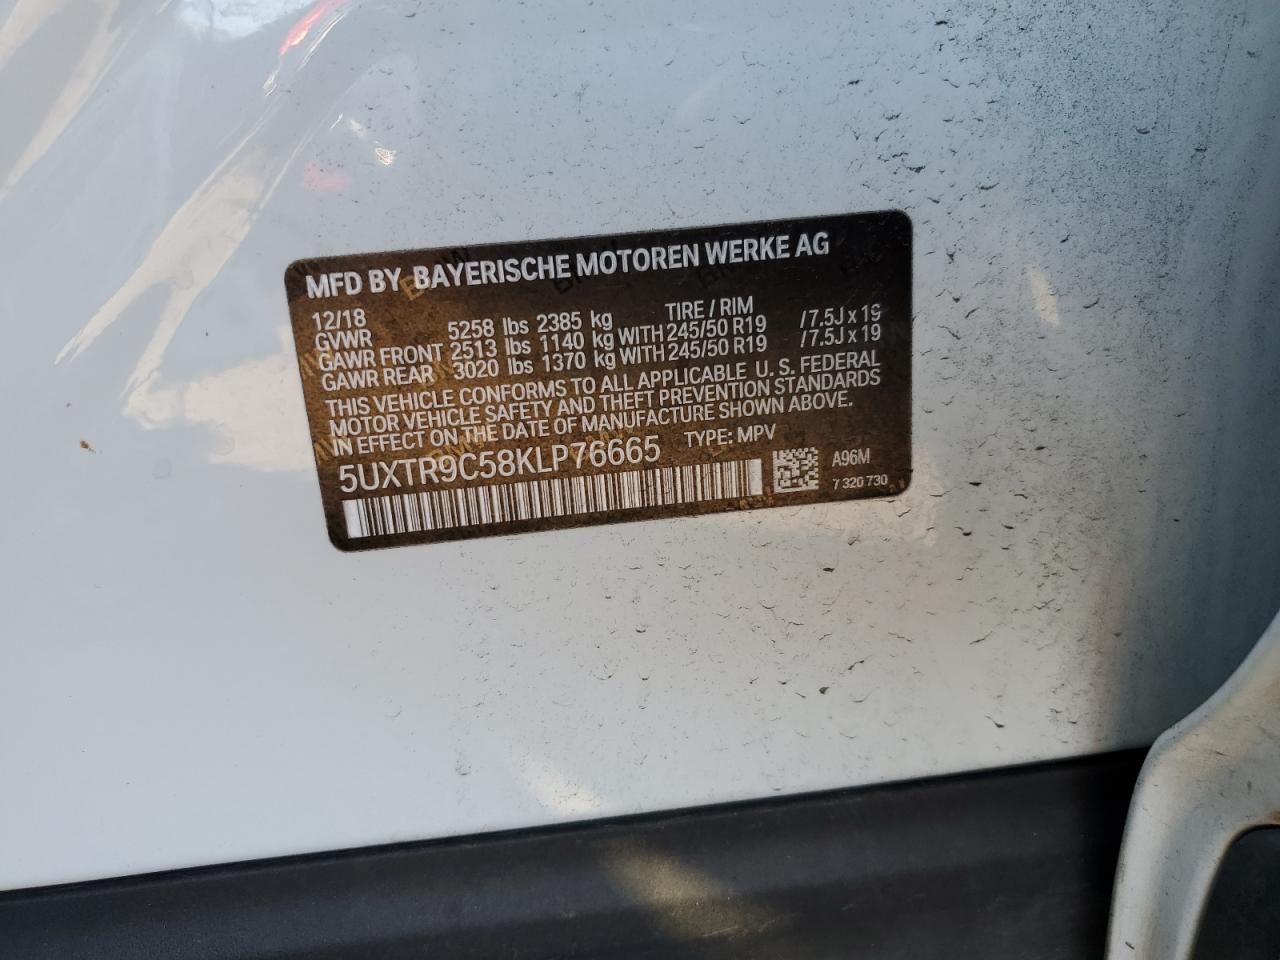 MFD BY BAYERISCHE MOTOREN WERKE AG
12/18 TIRE / RIM
GVWR 5258 lbs 2385 kg
GAWR FRONT 2513 lbs 1140 kg WITH 245/50 R19 /7.5J x 19
GAWR REAR 3020 lbs 1370 kg WITH 245/50 R19 /7.5J x 19
THIS VEHICLE CONFORMS TO ALL APPLICABLE U.S. FEDERAL
MOTOR VEHICLE SAFETY AND THEFT PREVENTION STANDARDS
IN EFFECT ON THE DATE OF MANUFACTURE SHOWN ABOVE.
5UXTR9C58KLP76665 TYPE: MPV
A96M
7 320 730